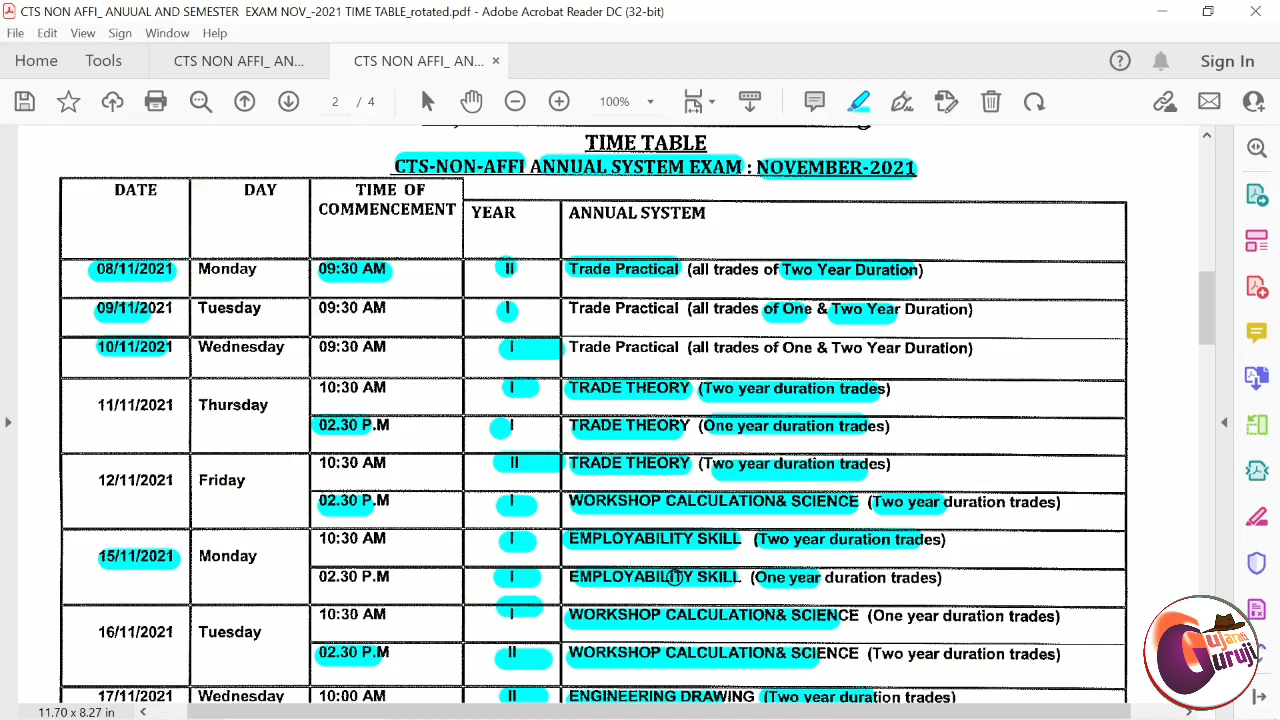 CTS NON AFFI_ ANUUAL AND SEMESTER EXAM NOV_-2021 TIME TABLE_rotated.pdf - Adobe Acrobat Reader DC (32-bit)
File Edit View Sign Window Help
Home Tools CTS NON AFFI_ AN... CTS NON AFFI_ AN... ×
2 / 4 100% Sign In
TIME TABLE
CTS-NON-AFFI ANNUAL SYSTEM EXAM : NOVEMBER-2021
DATE DAY TIME OF COMMENCEMENT YEAR ANNUAL SYSTEM
08/11/2021 Monday 09:30 AM II Trade Practical (all trades of Two Year Duration)
09/11/2021 Tuesday 09:30 AM I Trade Practical (all trades of One & Two Year Duration)
10/11/2021 Wednesday 09:30 AM I Trade Practical (all trades of One & Two Year Duration)
11/11/2021 Thursday 10:30 AM I TRADE THEORY (Two year duration trades)
02.30 P.M I TRADE THEORY (One year duration trades)
12/11/2021 Friday 10:30 AM II TRADE THEORY (Two year duration trades)
02.30 P.M I WORKSHOP CALCULATION& SCIENCE (Two year duration trades)
15/11/2021 Monday 10:30 AM I EMPLOYABILITY SKILL (Two year duration trades)
02.30 P.M I EMPLOYABILITY SKILL (One year duration trades)
16/11/2021 Tuesday 10:30 AM I WORKSHOP CALCULATION& SCIENCE (One year duration trades)
02.30 P.M II WORKSHOP CALCULATION& SCIENCE (Two year duration trades)
17/11/2021 Wednesday 10:00 AM II ENGINEERING DRAWING (Two year duration trades)
11.70 x 8.27 in
Gujarati
Guruji